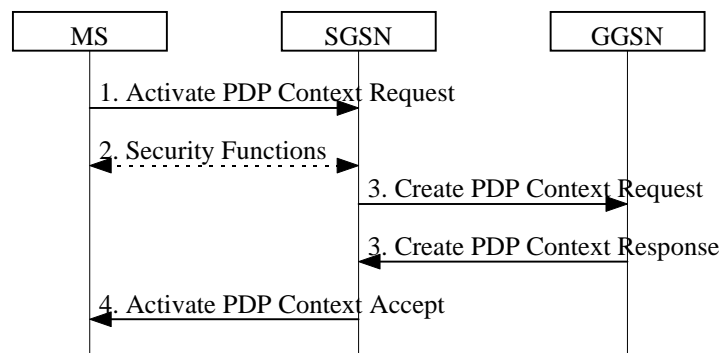 MS
SGSN
GGSN
1. Activate PDP Context Request
2. Security Functions
3. Create PDP Context Request
3. Create PDP Context Response
4. Activate PDP Context Accept